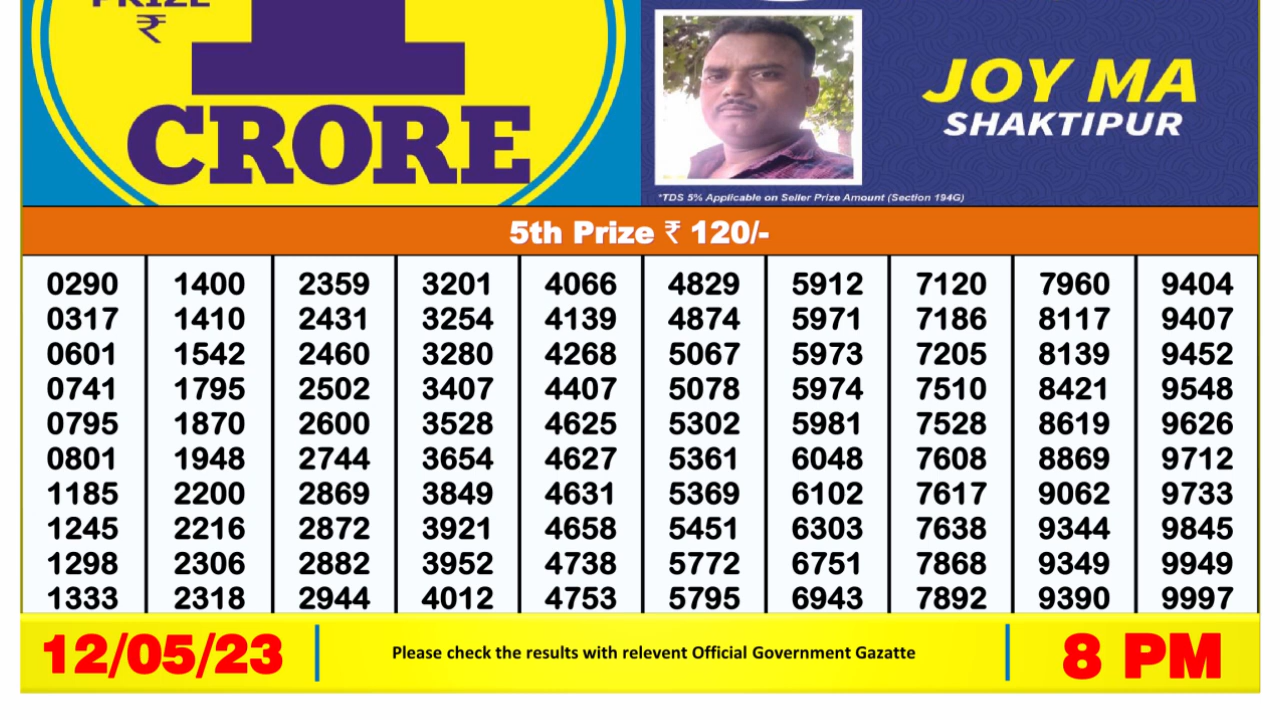 PRIZE
₹
1
CRORE
JOY MA
SHAKTIPUR
*TDS 5% Applicable on Seller Prize Amount (Section 194G)
5th Prize ₹ 120/-
0290 1400 2359 3201 4066 4829 5912 7120 7960 9404
0317 1410 2431 3254 4139 4874 5971 7186 8117 9407
0601 1542 2460 3280 4268 5067 5973 7205 8139 9452
0741 1795 2502 3407 4407 5078 5974 7510 8421 9548
0795 1870 2600 3528 4625 5302 5981 7528 8619 9626
0801 1948 2744 3654 4627 5361 6048 7608 8869 9712
1185 2200 2869 3849 4631 5369 6102 7617 9062 9733
1245 2216 2872 3921 4658 5451 6303 7638 9344 9845
1298 2306 2882 3952 4738 5772 6751 7868 9349 9949
1333 2318 2944 4012 4753 5795 6943 7892 9390 9997
12/05/23 Please check the results with relevent Official Government Gazatte 8 PM